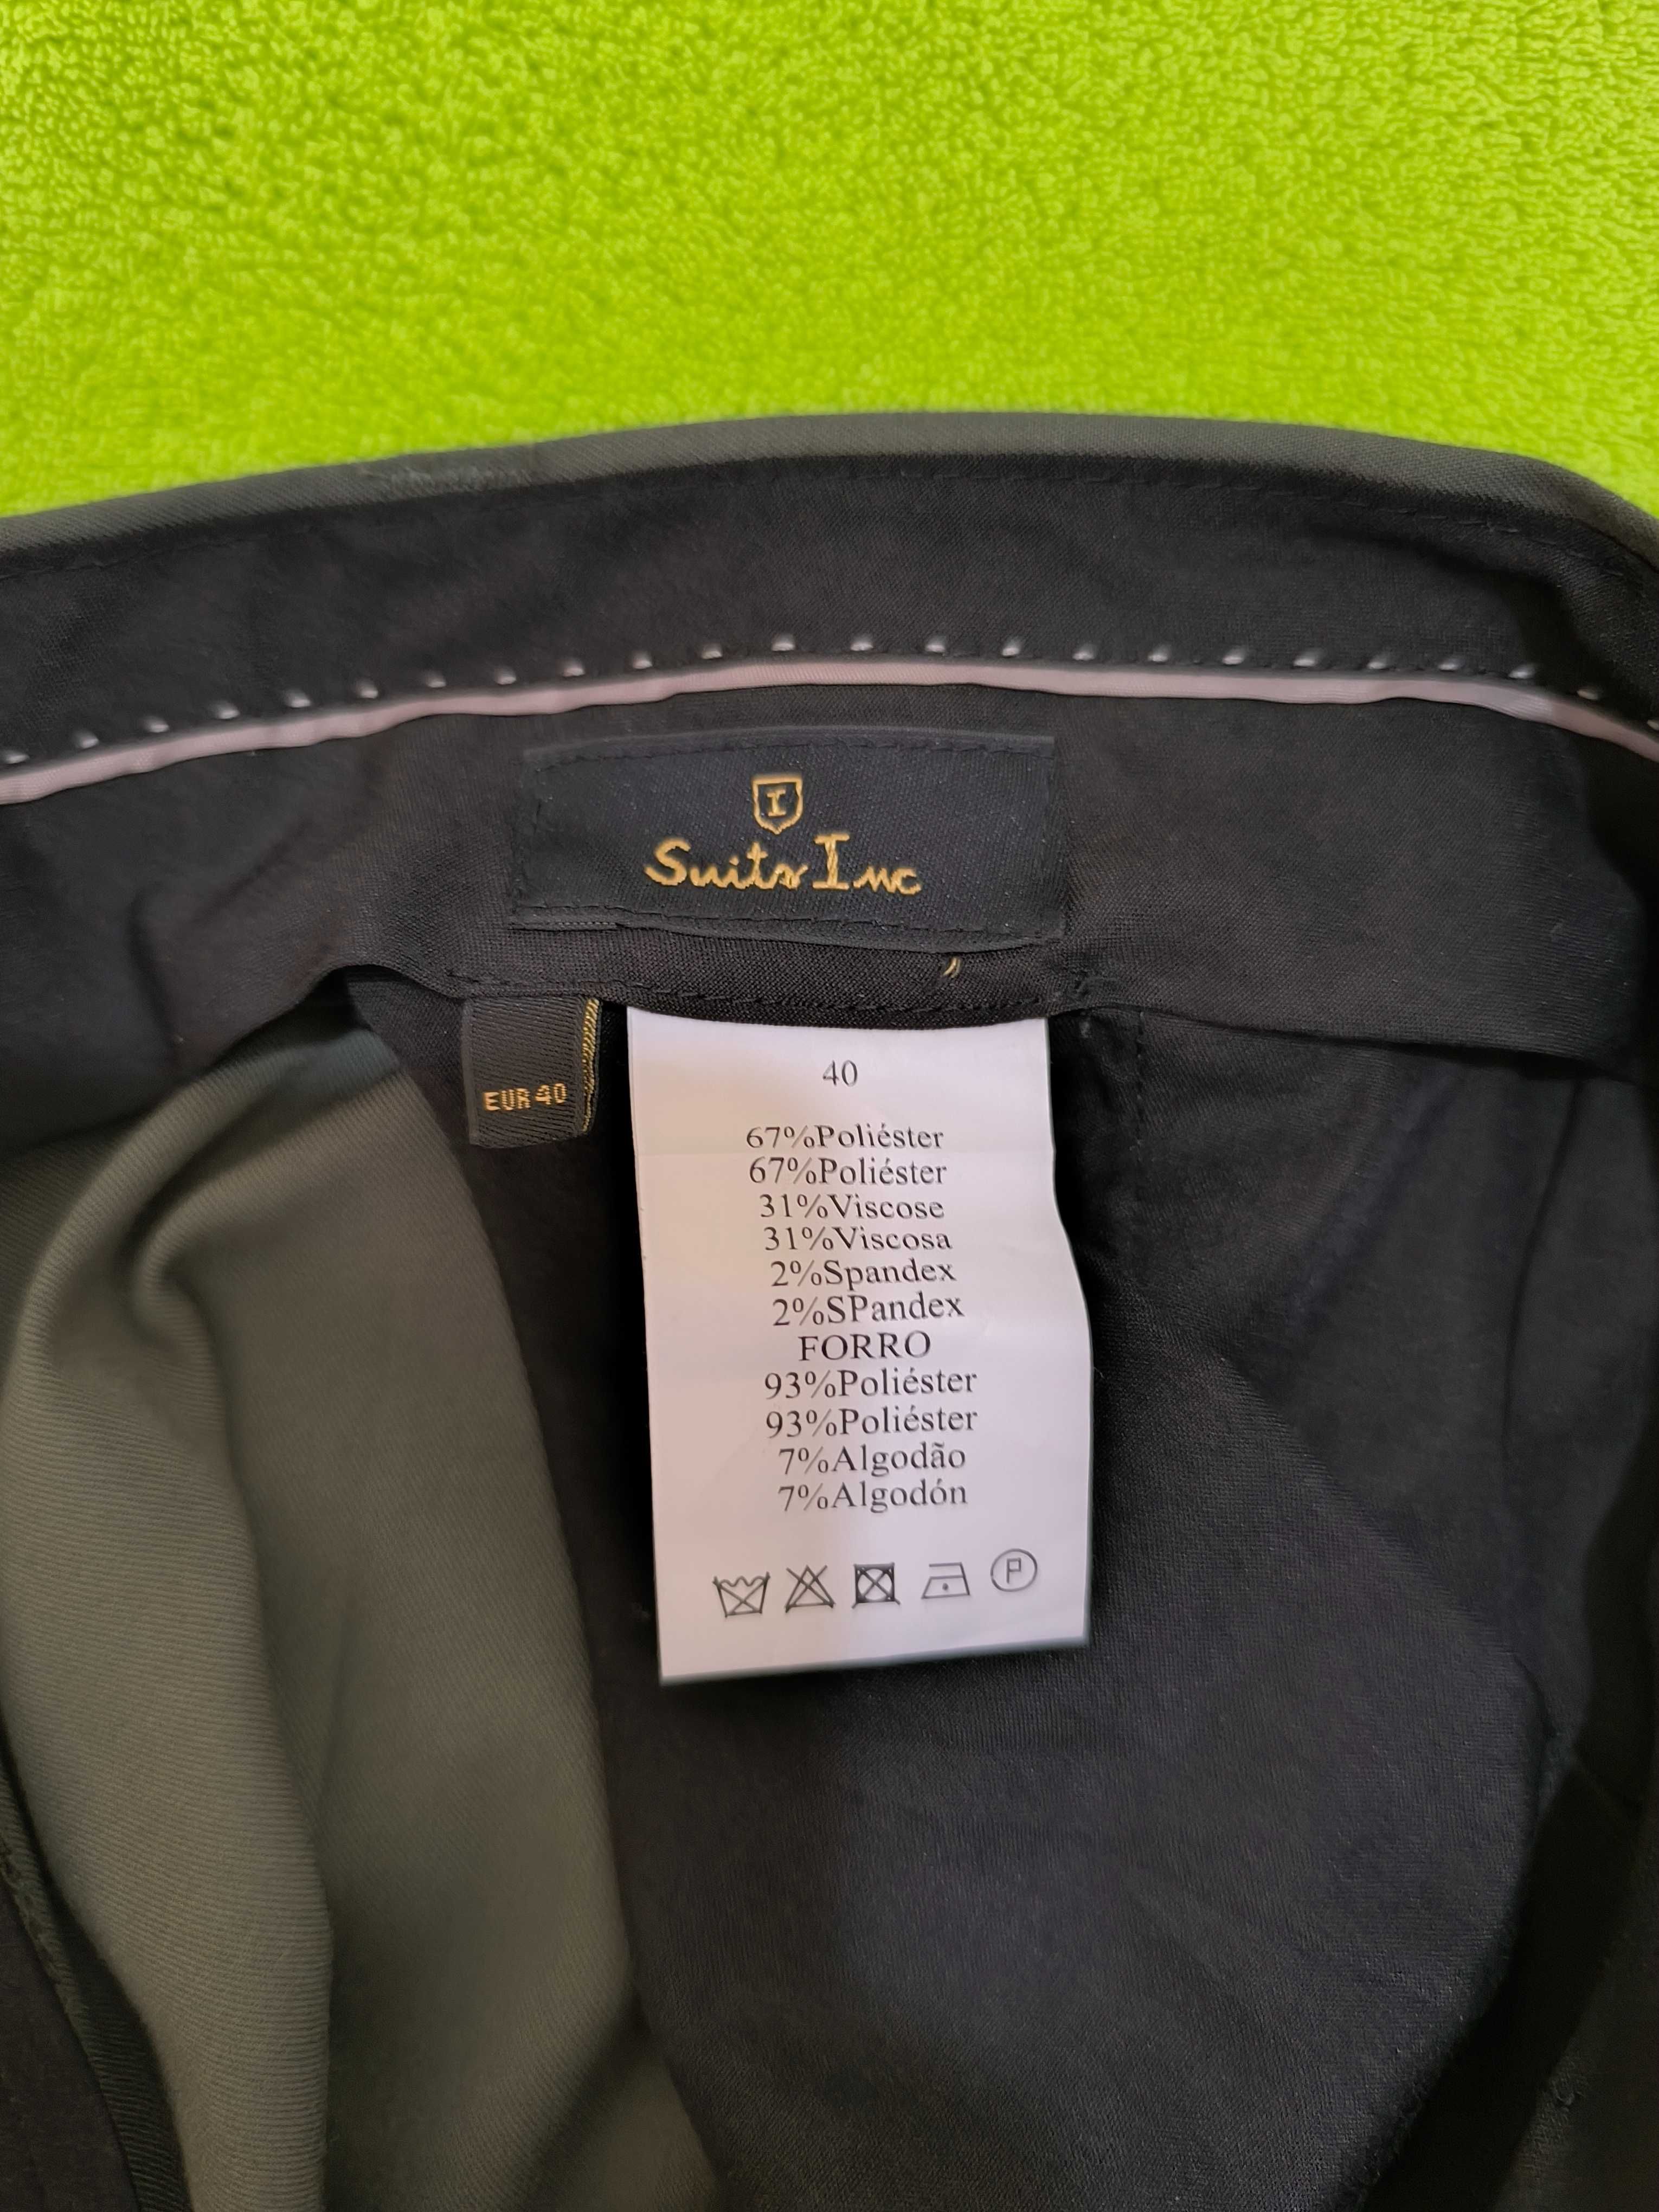 I
Suits Inc
EUR 40
40
67%Poliéster
67%Poliéster
31%Viscose
31%Viscosa
2%Spandex
2%SPandex
FORRO
93%Poliéster
93%Poliéster
7%Algodão
7%Algodón
P